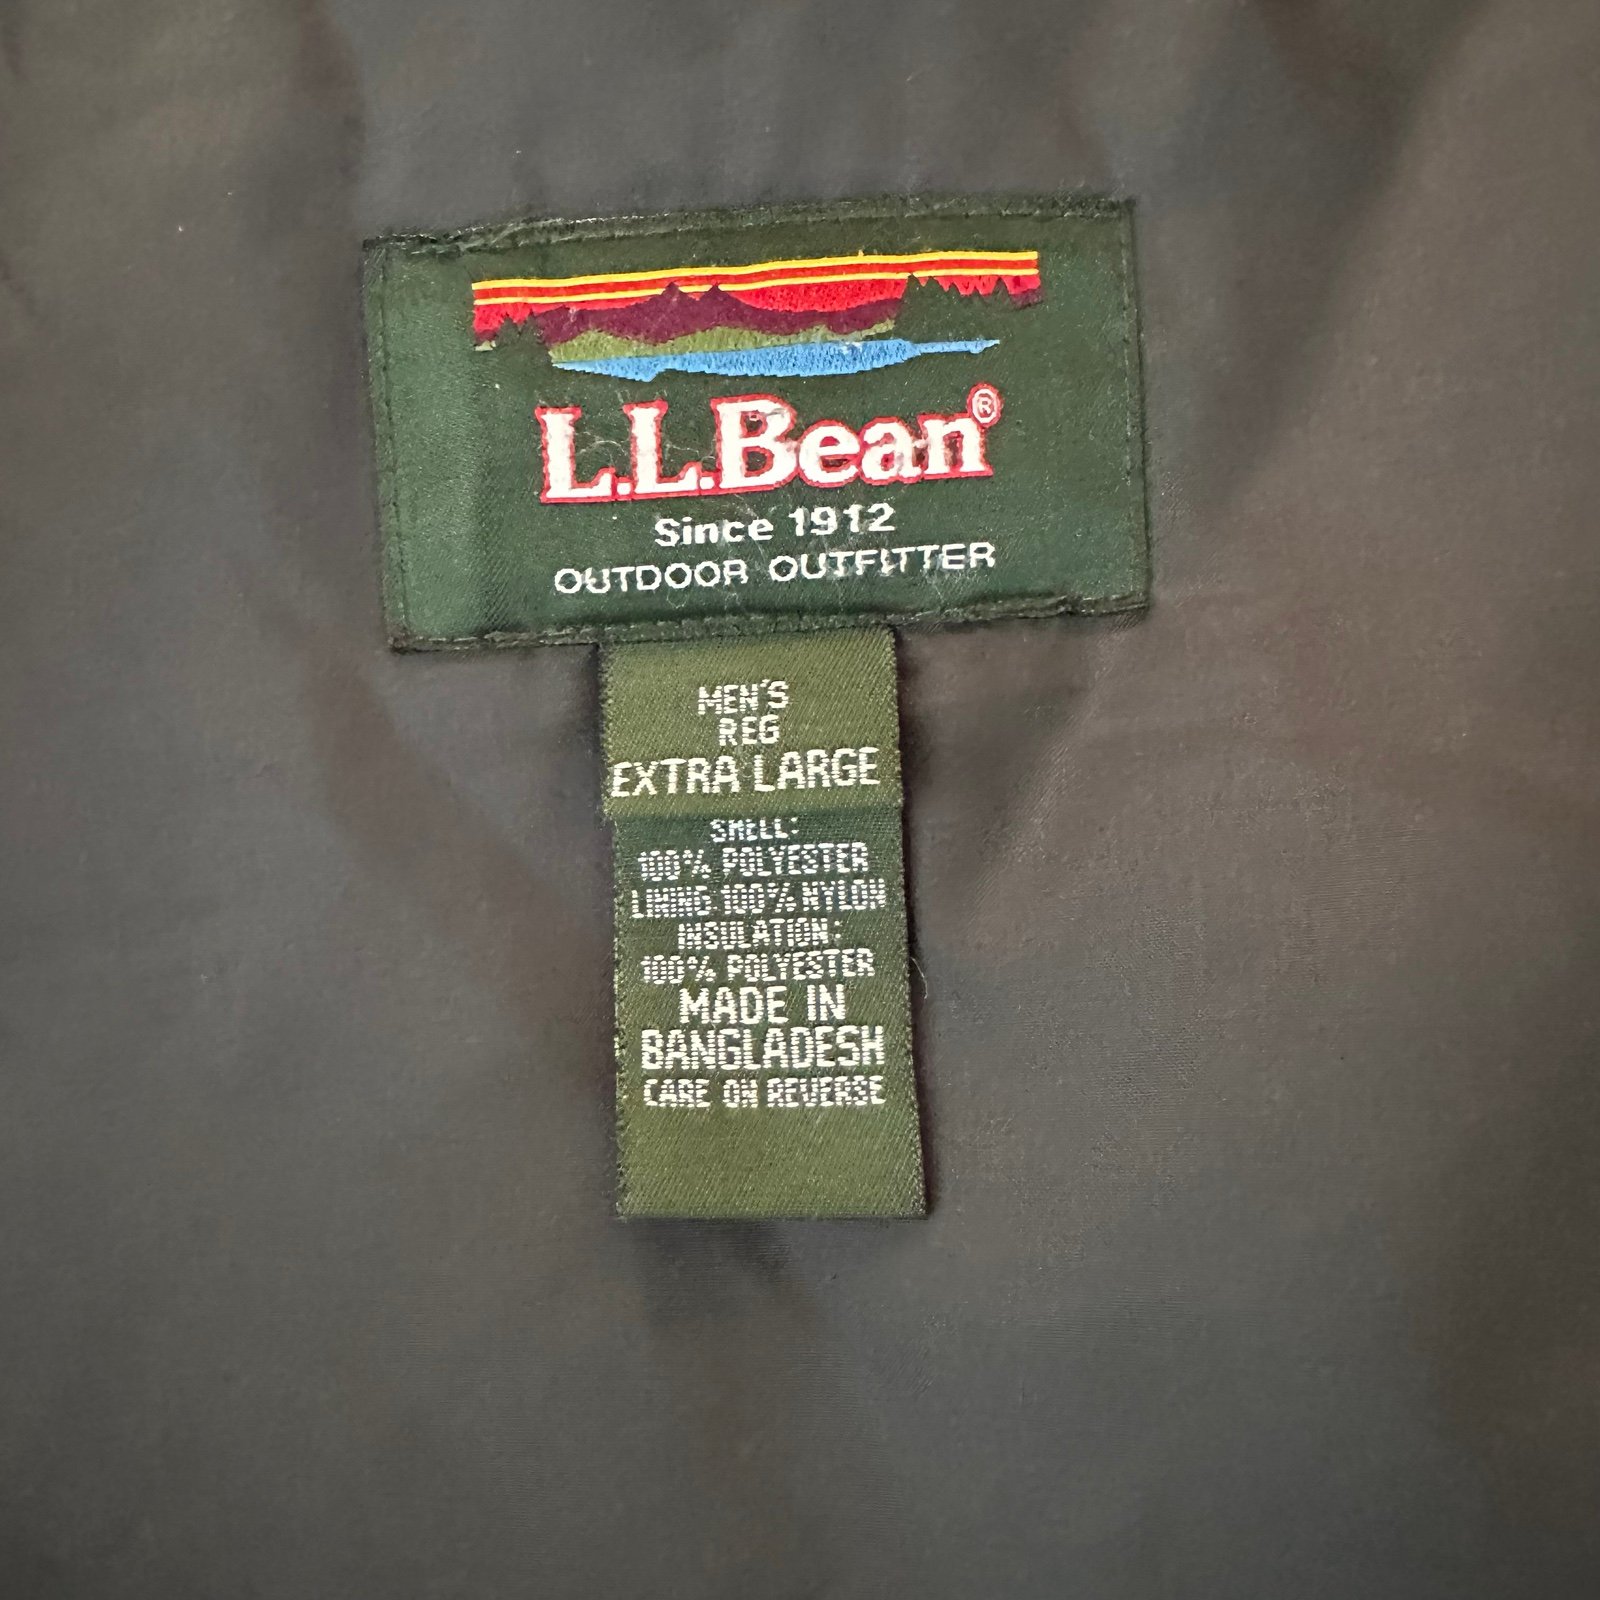 L.L.Bean®
Since 1912
OUTDOOR OUTFITTER
MEN'S
REG
EXTRA LARGE
SHELL:
100% POLYESTER
LINING:100% NYLON
INSULATION:
100% POLYESTER
MADE IN
BANGLADESH
CARE ON REVERSE